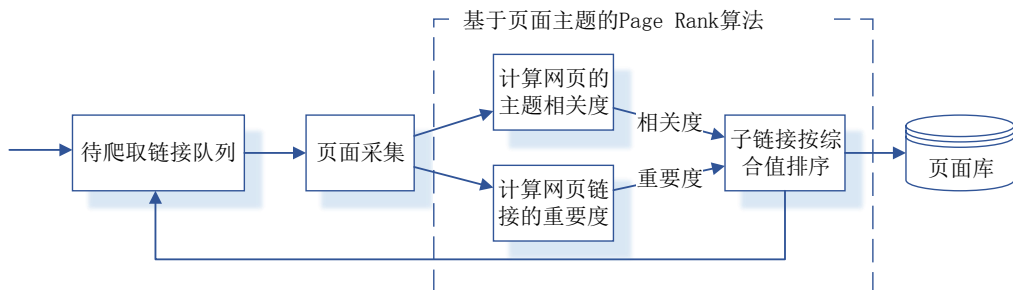 基于页面主题的Page Rank算法
计算网页的
主题相关度
待爬取链接队列
页面采集
相关度
子链接按综
合值排序
页面库
计算网页链
接的重要度
重要度